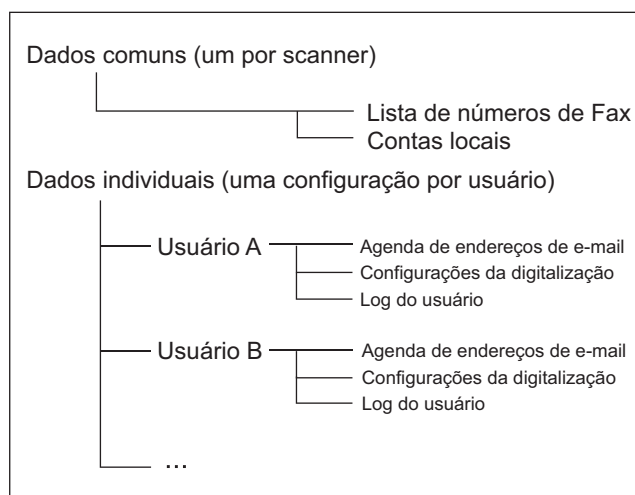 Dados comuns (um por scanner)
Lista de números de Fax
Contas locais
Dados individuais (uma configuração por usuário)
Usuário A
Agenda de endereços de e-mail
Configurações da digitalização
Log do usuário
Usuário B
Agenda de endereços de e-mail
Configurações da digitalização
Log do usuário
...